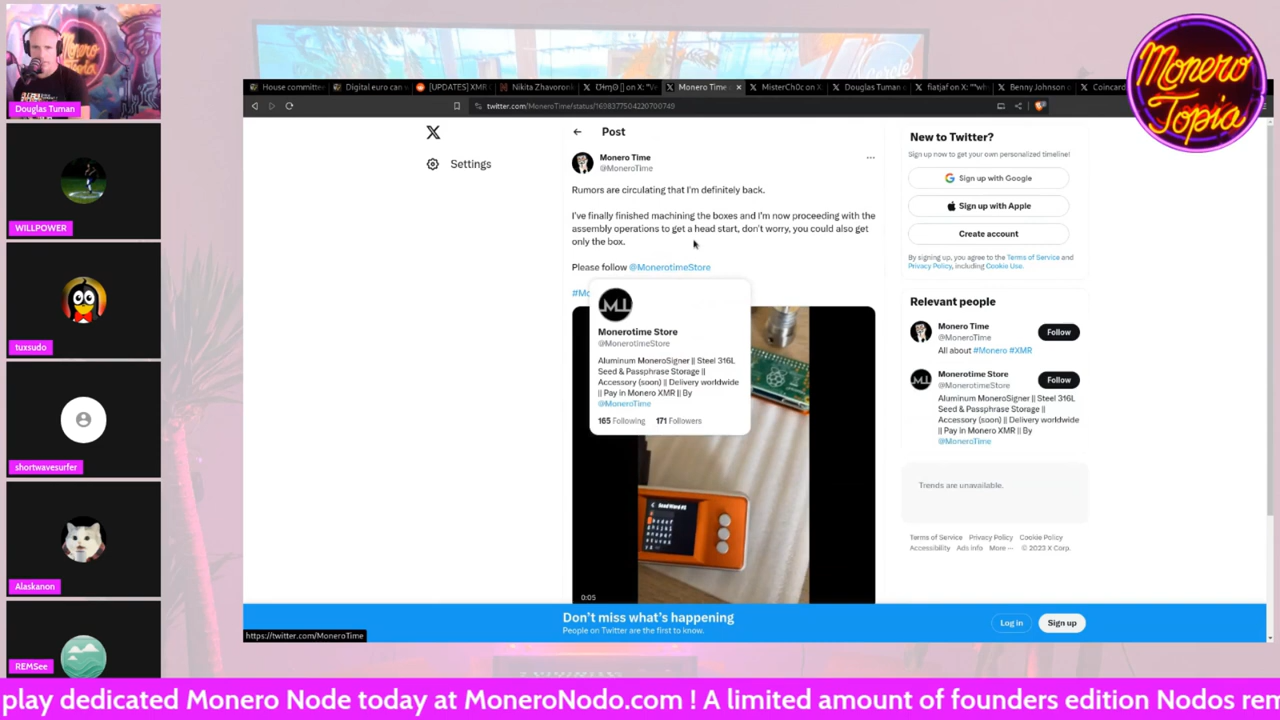 Monero
Topia
Douglas Tuman
WILLPOWER
tuxsudo
shortwavesurfer
Alaskanon
REMSee
House committee
Digital euro can
[UPDATES] XMR
Nikita Zhavoronk
Monero Time
MisterCh0c on X
Douglas Tuman
fiatjaf on X: "“wh
Benny Johnson
Coincard
twitter.com/MoneroTime/status/1698377504220700749
Settings
Post
Monero Time
@MoneroTime
Rumors are circulating that I'm definitely back.
I've finally finished machining the boxes and I'm now proceeding with the
assembly operations to get a head start, don't worry, you could also get
only the box.
Please follow @MonerotimeStore
#Mo
Monerotime Store
@MonerotimeStore
Aluminum MoneroSigner || Steel 316L
Seed & Passphrase Storage ||
Accessory (soon) || Delivery worldwide
|| Pay in Monero XMR || By
@MoneroTime
165 Following 171 Followers
Seed Word #1
0:05
New to Twitter?
Sign up now to get your own personalized timeline!
Sign up with Google
Sign up with Apple
Create account
By signing up, you agree to the Terms of Service and
Privacy Policy, including Cookie Use.
Relevant people
Monero Time
@MoneroTime
Follow
All about #Monero #XMR
Monerotime Store
@MonerotimeStore
Follow
Aluminum MoneroSigner || Steel 316L
Seed & Passphrase Storage ||
Accessory (soon) || Delivery worldwide
|| Pay in Monero XMR || By
@MoneroTime
Trends are unavailable.
Terms of Service Privacy Policy Cookie Policy
Accessibility Ads info More ··· © 2023 X Corp.
Don't miss what's happening
People on Twitter are the first to know.
Log in
Sign up
https://twitter.com/MoneroTime
play dedicated Monero Node today at MoneroNodo.com ! A limited amount of founders edition Nodos ren